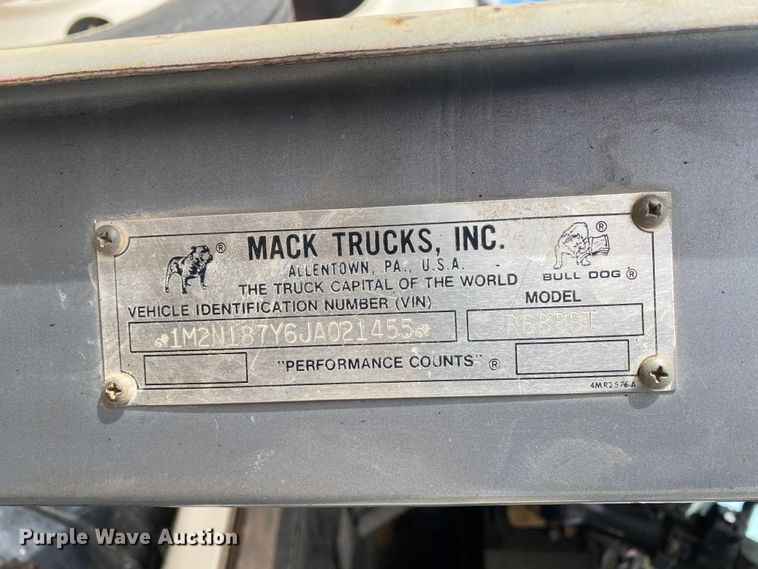 MACK TRUCKS, INC.
ALLENTOWN, PA., U.S.A.
THE TRUCK CAPITAL OF THE WORLD
BULL DOG ®
VEHICLE IDENTIFICATION NUMBER (VIN)
MODEL
1M2N187Y6JA021455
R688ST
"PERFORMANCE COUNTS" ®
4MR2576A
Purple Wave Auction